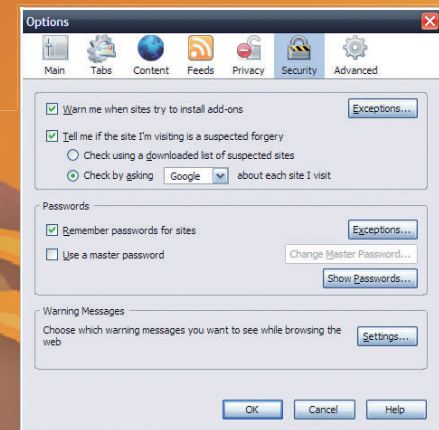 Options
Main Tabs Content Feeds Privacy Security Advanced
Warn me when sites try to install add-ons Exceptions...
Tell me if the site I'm visiting is a suspected forgery
Check using a downloaded list of suspected sites
Check by asking Google about each site I visit
Passwords
Remember passwords for sites Exceptions...
Use a master password Change Master Password...
Show Passwords...
Warning Messages
Choose which warning messages you want to see while browsing the
web Settings...
OK Cancel Help